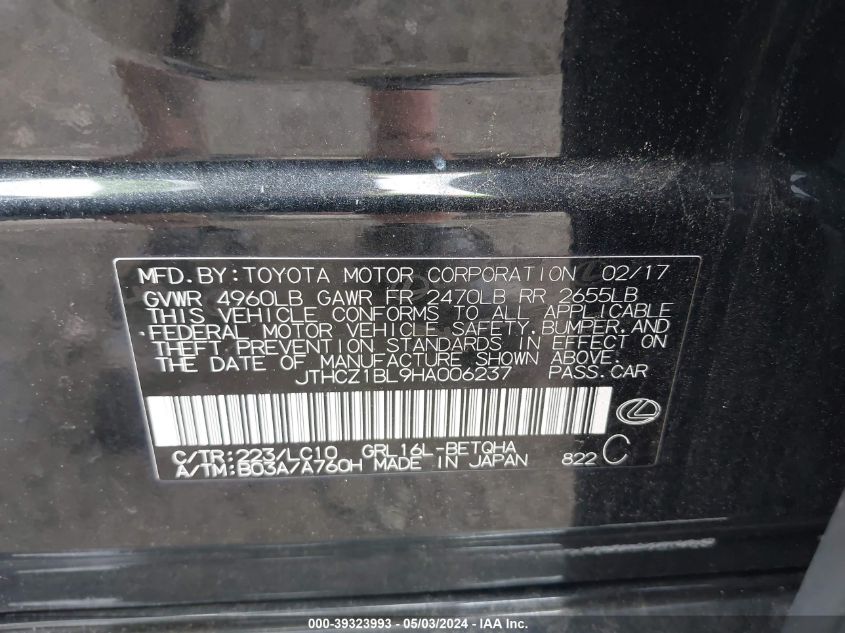 MFD. BY: TOYOTA MOTOR CORPORATION 02/17
GVWR 4960LB GAWR FR 2470LB RR 2655LB
THIS VEHICLE CONFORMS TO ALL APPLICABLE
FEDERAL MOTOR VEHICLE SAFETY, BUMPER, AND
THEFT PREVENTION STANDARDS IN EFFECT ON
THE DATE OF MANUFACTURE SHOWN ABOVE.
JTHCZ1BL9HA006237 PASS. CAR
C/TR: 223/LC10 GRL16L-BETQHA
A/TM: B03A/A760H MADE IN JAPAN 822 C
000-39323993 - 05/03/2024 - IAA Inc.